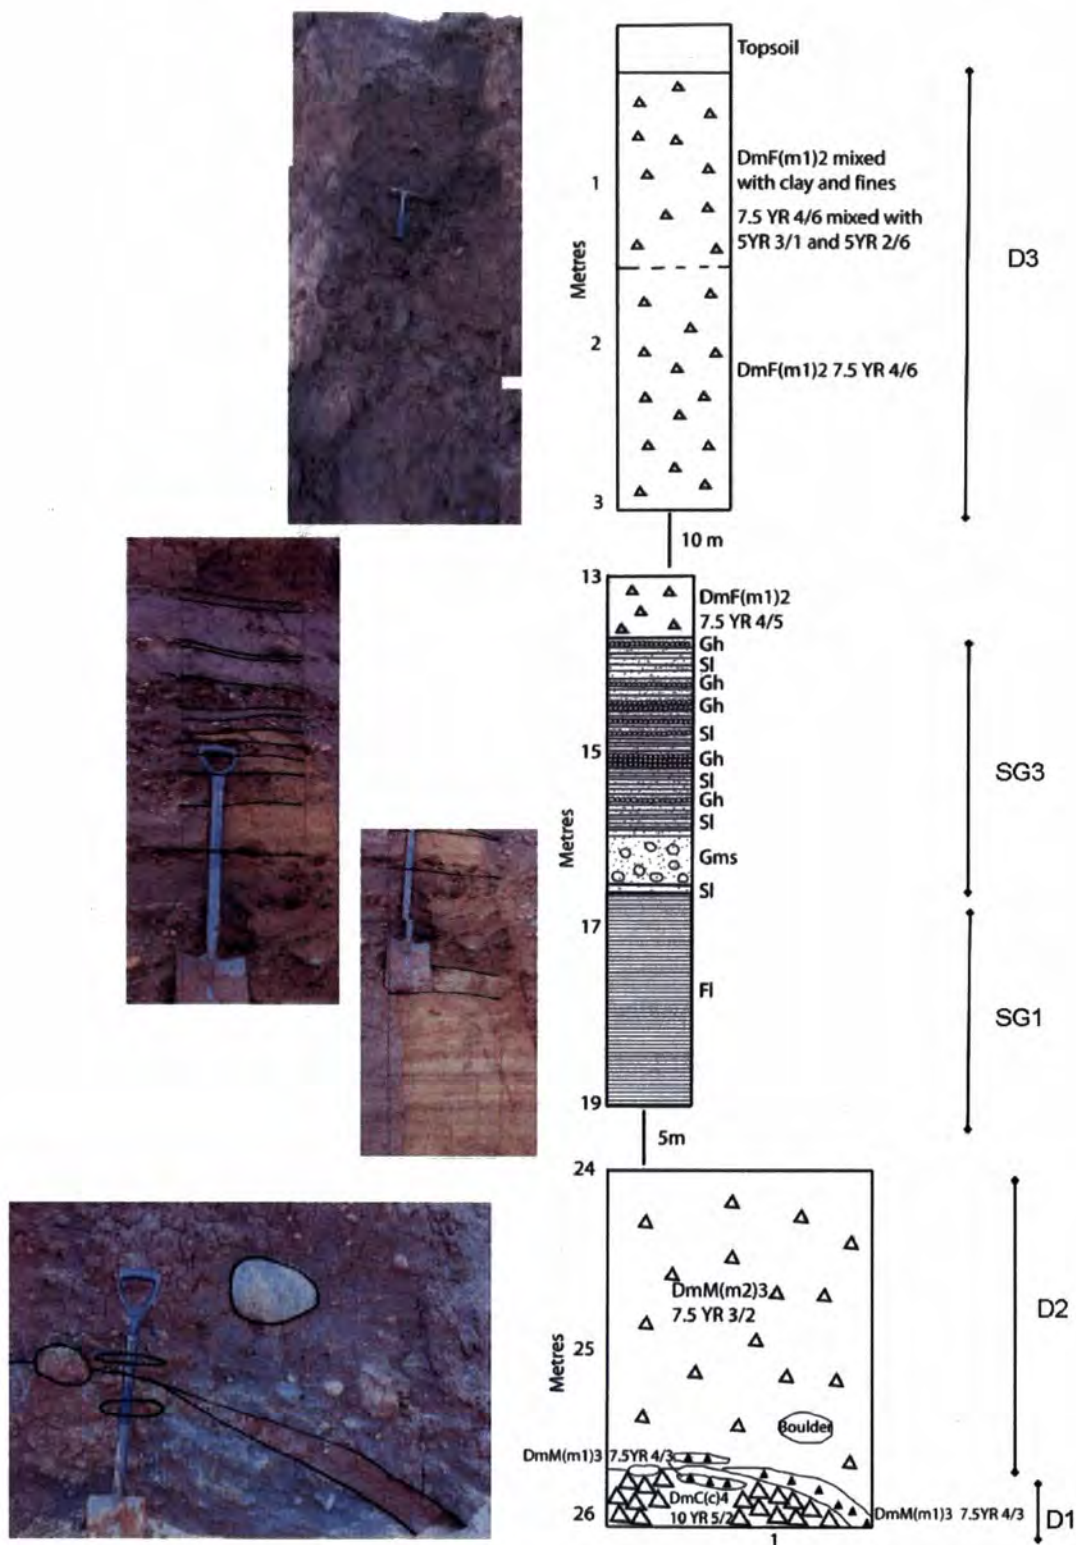 Topsoil
DmF(m1)2 mixed
with clay and fines
7.5 YR 4/6 mixed with
5YR 3/1 and 5YR 2/6
D3
Metres
1
2
3
DmF(m1)2 7.5 YR 4/6
10 m
13
DmF(m1)2
7.5 YR 4/5
Gh
Sl
Gh
Gh
Sl
15
Gh
Sl
Gh
Sl
SG3
Metres
Gms
Sl
17
Fl
SG1
19
5m
24
DmM(m2)3
7.5 YR 3/2
D2
25
Metres
Boulder
DmM(m1)3 7.5YR 4/3
DmC(c)4
10 YR 5/2
DmM(m1)3 7.5YR 4/3
26
D1
1